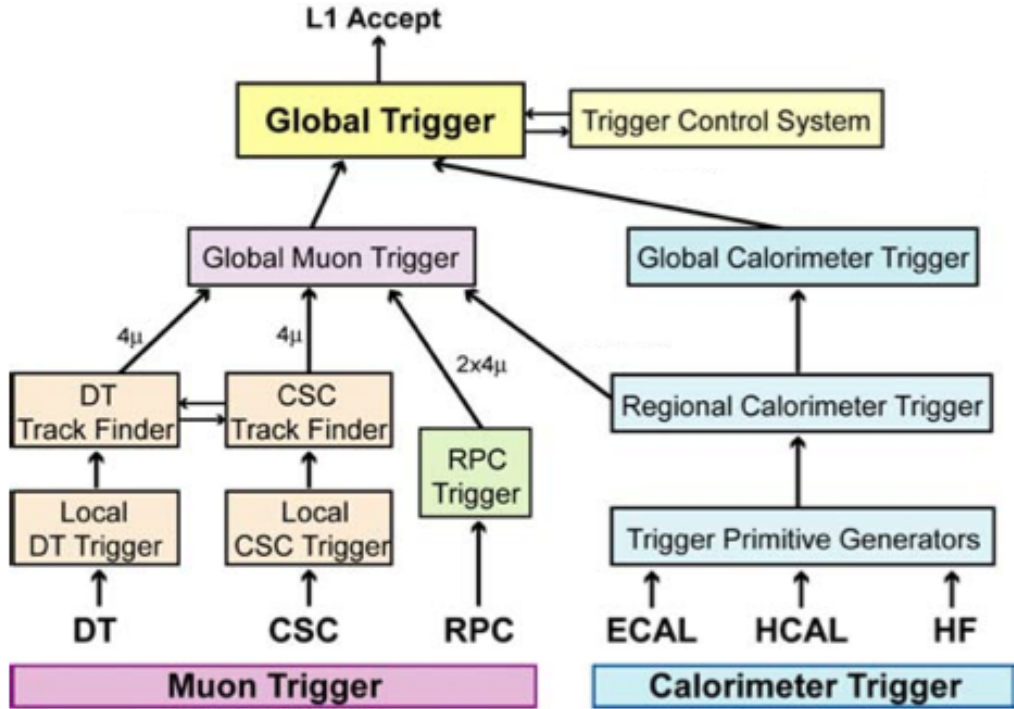 L1 Accept
Global Trigger
Trigger Control System
Global Muon Trigger
Global Calorimeter Trigger
4μ
4μ
2x4μ
DT
Track Finder
CSC
Track Finder
Regional Calorimeter Trigger
RPC
Trigger
Local
DT Trigger
Local
CSC Trigger
Trigger Primitive Generators
DT
CSC
RPC
ECAL
HCAL
HF
Muon Trigger
Calorimeter Trigger